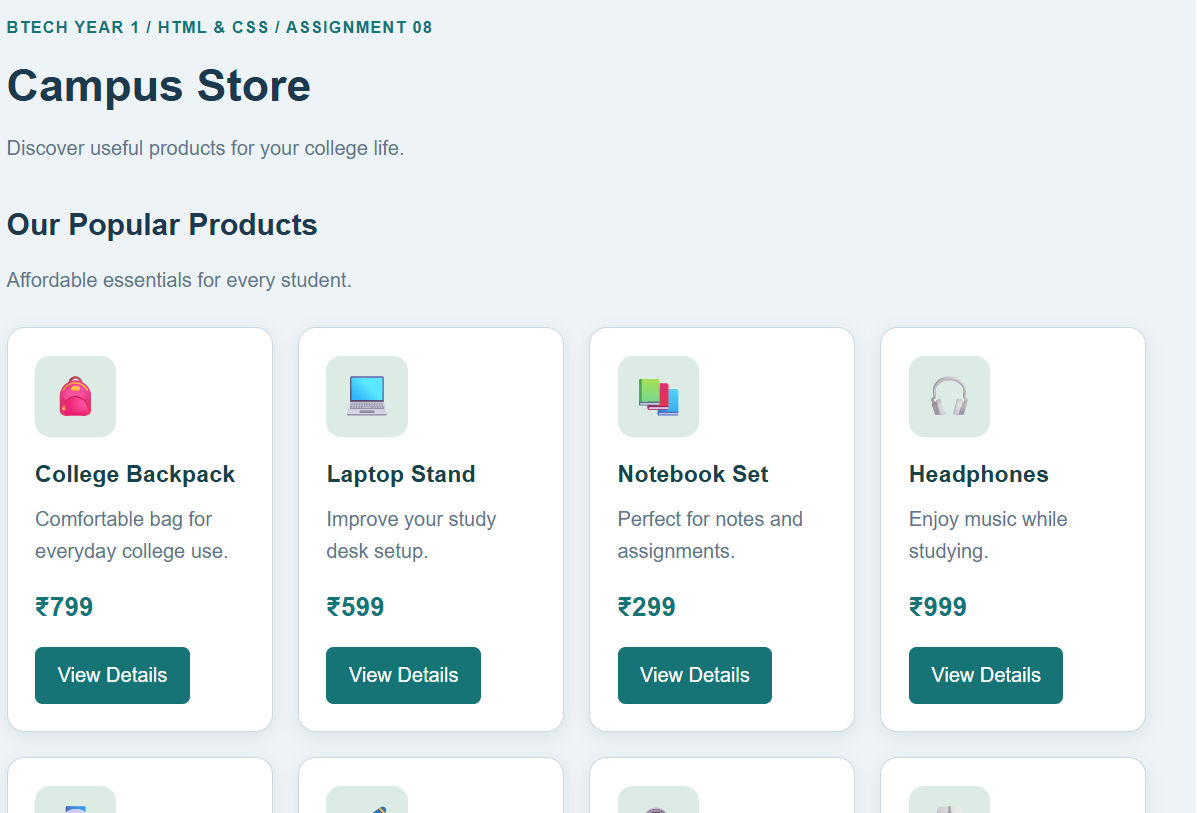 BTECH YEAR 1 / HTML & CSS / ASSIGNMENT 08
Campus Store
Discover useful products for your college life.
Our Popular Products
Affordable essentials for every student.
College Backpack
Comfortable bag for
everyday college use.
₹799
View Details
Laptop Stand
Improve your study
desk setup.
₹599
View Details
Notebook Set
Perfect for notes and
assignments.
₹299
View Details
Headphones
Enjoy music while
studying.
₹999
View Details